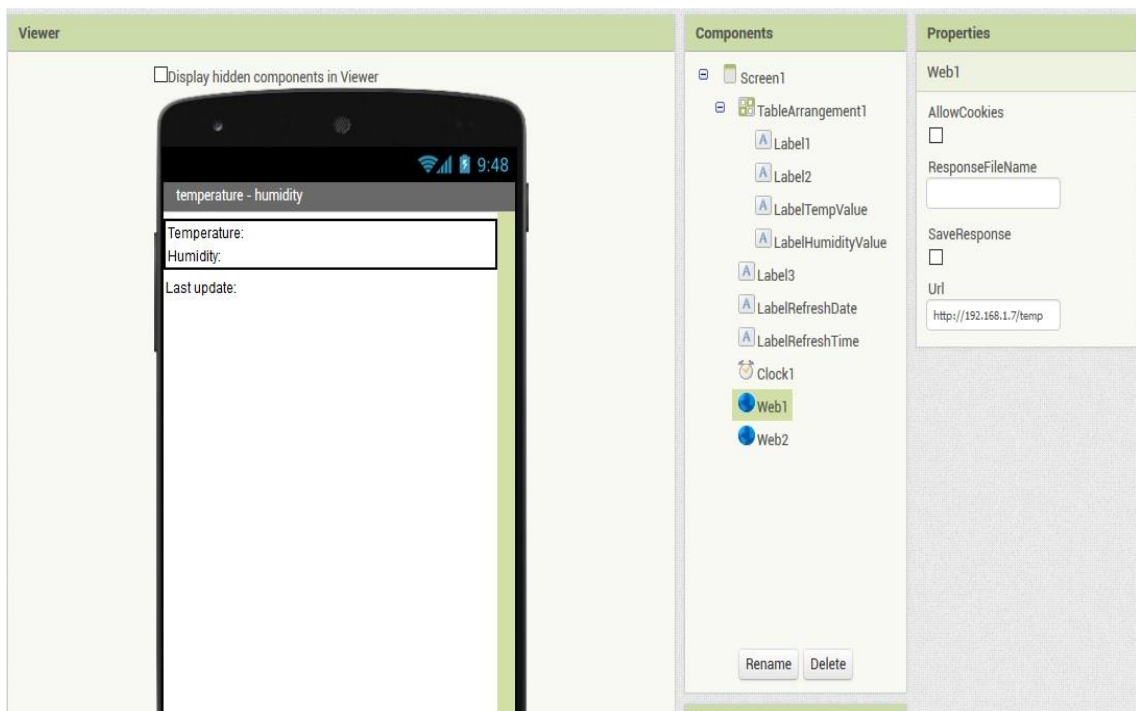 Viewer
Display hidden components in Viewer
9:48
temperature - humidity
Temperature:
Humidity:
Last update:
Components
Screen1
TableArrangement1
A Label1
A Label2
A LabelTempValue
A LabelHumidityValue
A Label3
A LabelRefreshDate
A LabelRefreshTime
Clock1
Web1
Web2
Rename Delete
Properties
Web1
AllowCookies
ResponseFileName
SaveResponse
Url
http://192.168.1.7/temp